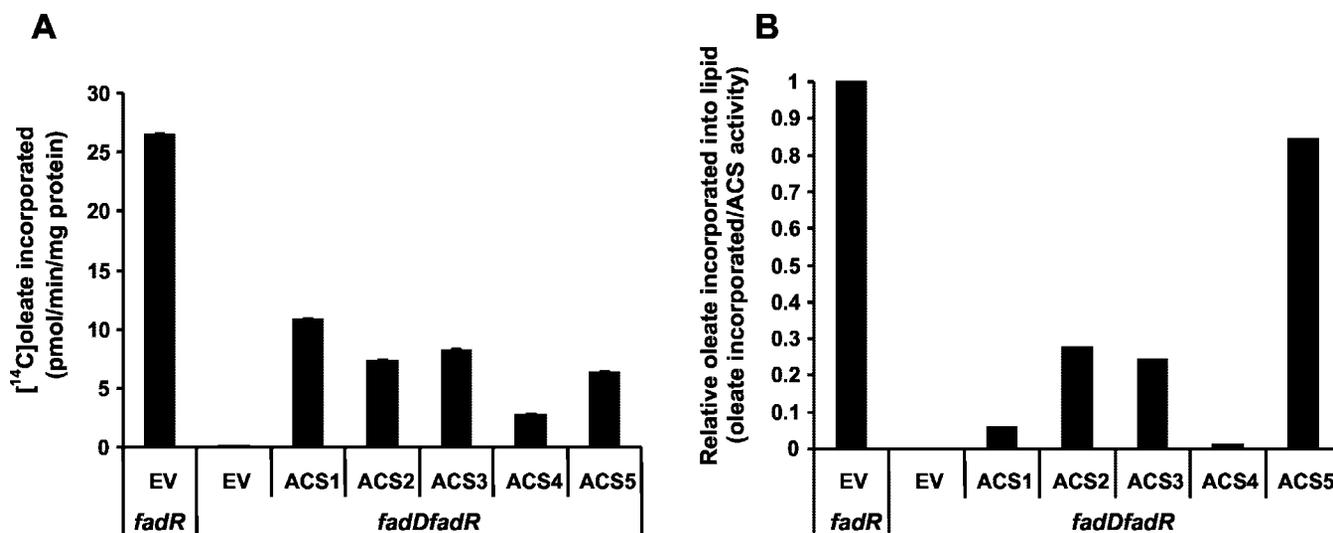 A
[¹⁴C]oleate incorporated
(pmol/min/mg protein)
30
25
20
15
10
5
0
EV
EV
ACS1
ACS2
ACS3
ACS4
ACS5
fadR
fadDfadR
B
Relative oleate incorporated into lipid
(oleate incorporated/ACS activity)
1
0.9
0.8
0.7
0.6
0.5
0.4
0.3
0.2
0.1
0
EV
EV
ACS1
ACS2
ACS3
ACS4
ACS5
fadR
fadDfadR